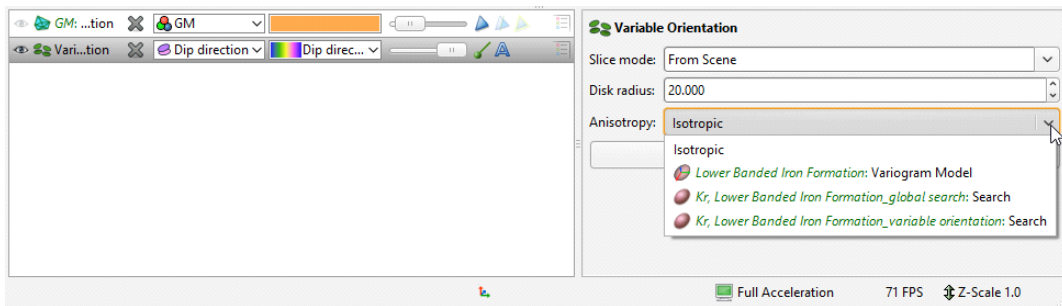 GM: ...tion GM
Vari...tion Dip direction Dip direc...
Variable Orientation
Slice mode: From Scene
Disk radius: 20.000
Anisotropy: Isotropic
Isotropic
Lower Banded Iron Formation: Variogram Model
Kr, Lower Banded Iron Formation_global search: Search
Kr, Lower Banded Iron Formation_variable orientation: Search
Full Acceleration 71 FPS Z-Scale 1.0